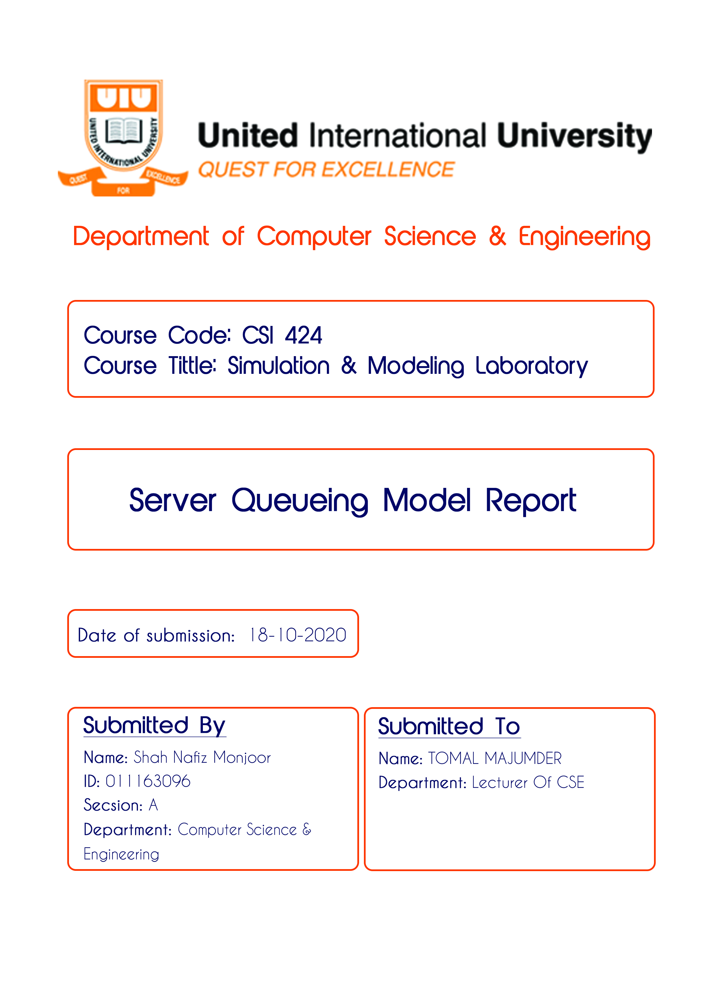 UIU
UNITED INTERNATIONAL UNIVERSITY
QUEST
FOR
EXCELLENCE
United International University
QUEST FOR EXCELLENCE
Department of Computer Science & Engineering
Course Code: CSI 424
Course Tittle: Simulation & Modeling Laboratory
Server Queueing Model Report
Date of submission: 18-10-2020
Submitted By
Name: Shah Nafiz Monjoor
ID: 011163096
Secsion: A
Department: Computer Science &
Engineering
Submitted To
Name: TOMAL MAJUMDER
Department: Lecturer Of CSE